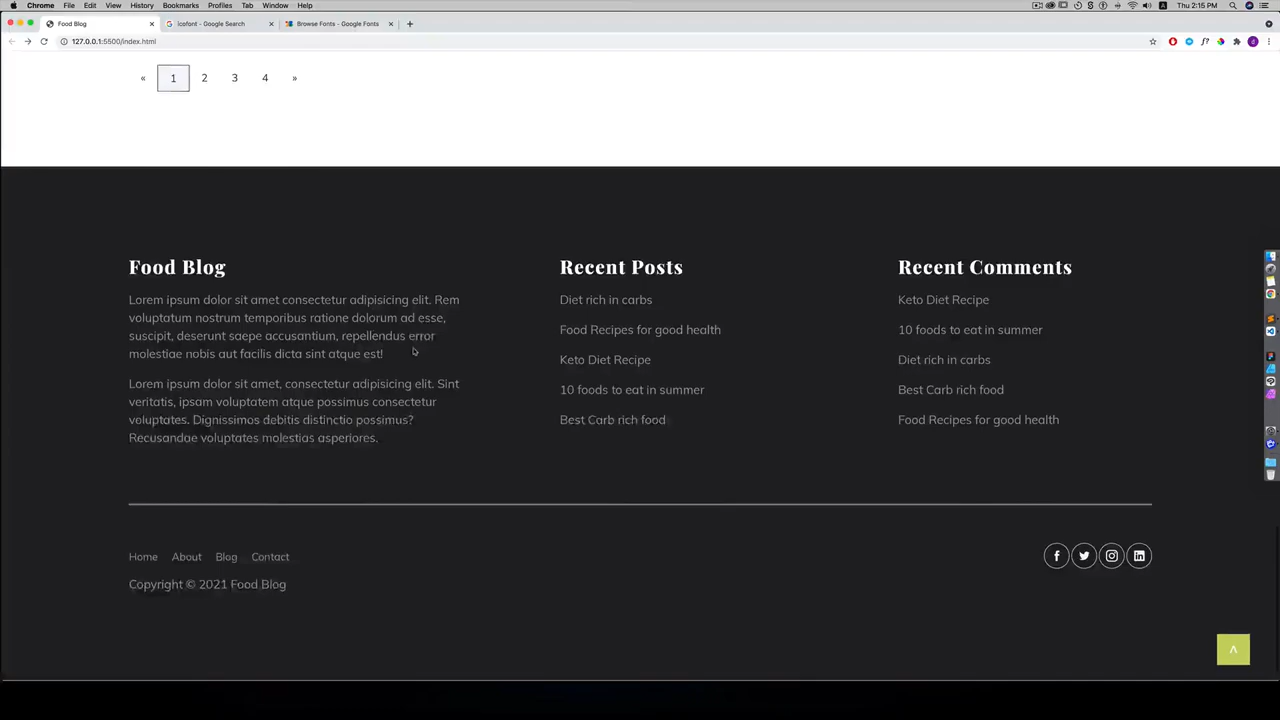 Chrome File Edit View History Bookmarks Profiles Tab Window Help
Thu 2:15 PM
Food Blog
icofont - Google Search
Browse Fonts - Google Fonts
127.0.0.1:5500/index.html
« 1 2 3 4 »
Food Blog
Lorem ipsum dolor sit amet consectetur adipisicing elit. Rem
voluptatum nostrum temporibus ratione dolorum ad esse,
suscipit, deserunt saepe accusantium, repellendus error
molestiae nobis aut facilis dicta sint atque est!
Lorem ipsum dolor sit amet, consectetur adipisicing elit. Sint
veritatis, ipsam voluptatem atque possimus consectetur
voluptates. Dignissimos debitis distinctio possimus?
Recusandae voluptates molestias asperiores.
Recent Posts
Diet rich in carbs
Food Recipes for good health
Keto Diet Recipe
10 foods to eat in summer
Best Carb rich food
Recent Comments
Keto Diet Recipe
10 foods to eat in summer
Diet rich in carbs
Best Carb rich food
Food Recipes for good health
Home About Blog Contact
Copyright © 2021 Food Blog